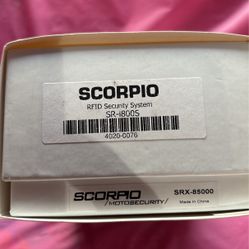 SCORPIO
RFID Security System
SR-i800S
4020-0076
SCORPIO
/MOTOSECURITY/
SRX-85000
Made in China